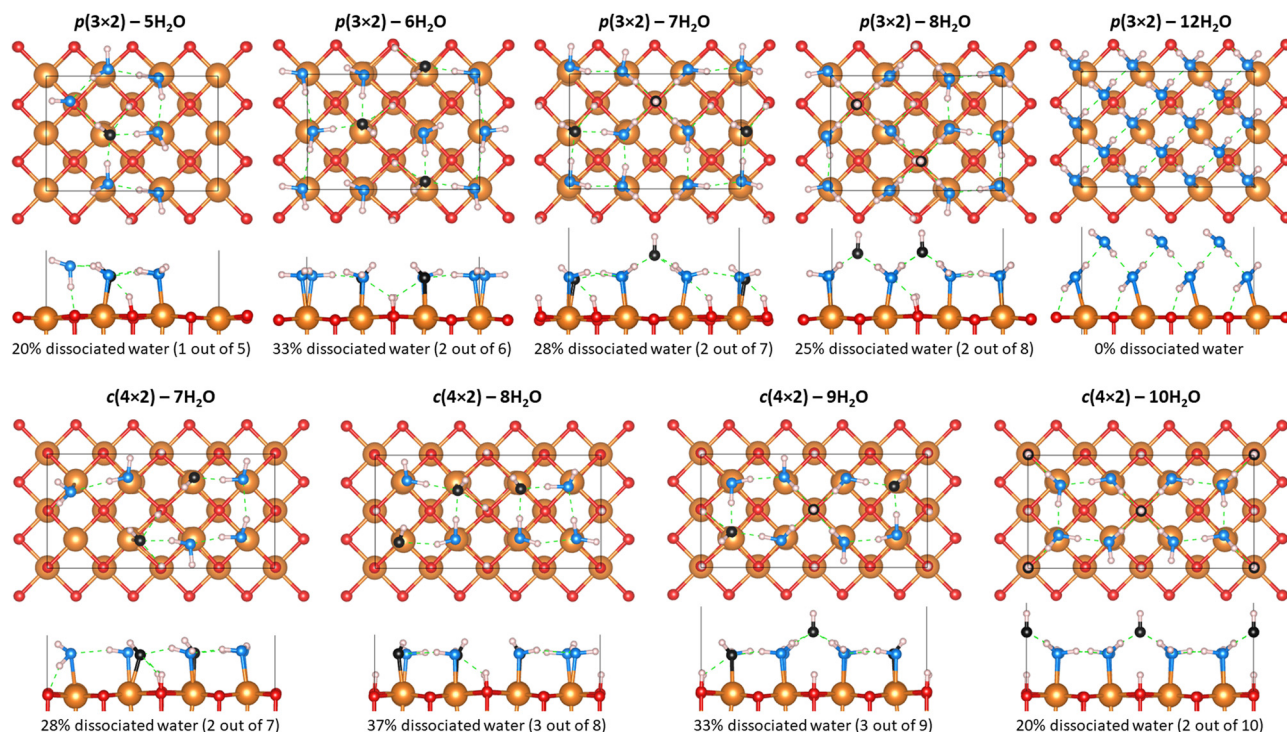 p(3×2) – 5H₂O
p(3×2) – 6H₂O
p(3×2) – 7H₂O
p(3×2) – 8H₂O
p(3×2) – 12H₂O
20% dissociated water (1 out of 5)
33% dissociated water (2 out of 6)
28% dissociated water (2 out of 7)
25% dissociated water (2 out of 8)
0% dissociated water
c(4×2) – 7H₂O
c(4×2) – 8H₂O
c(4×2) – 9H₂O
c(4×2) – 10H₂O
28% dissociated water (2 out of 7)
37% dissociated water (3 out of 8)
33% dissociated water (3 out of 9)
20% dissociated water (2 out of 10)